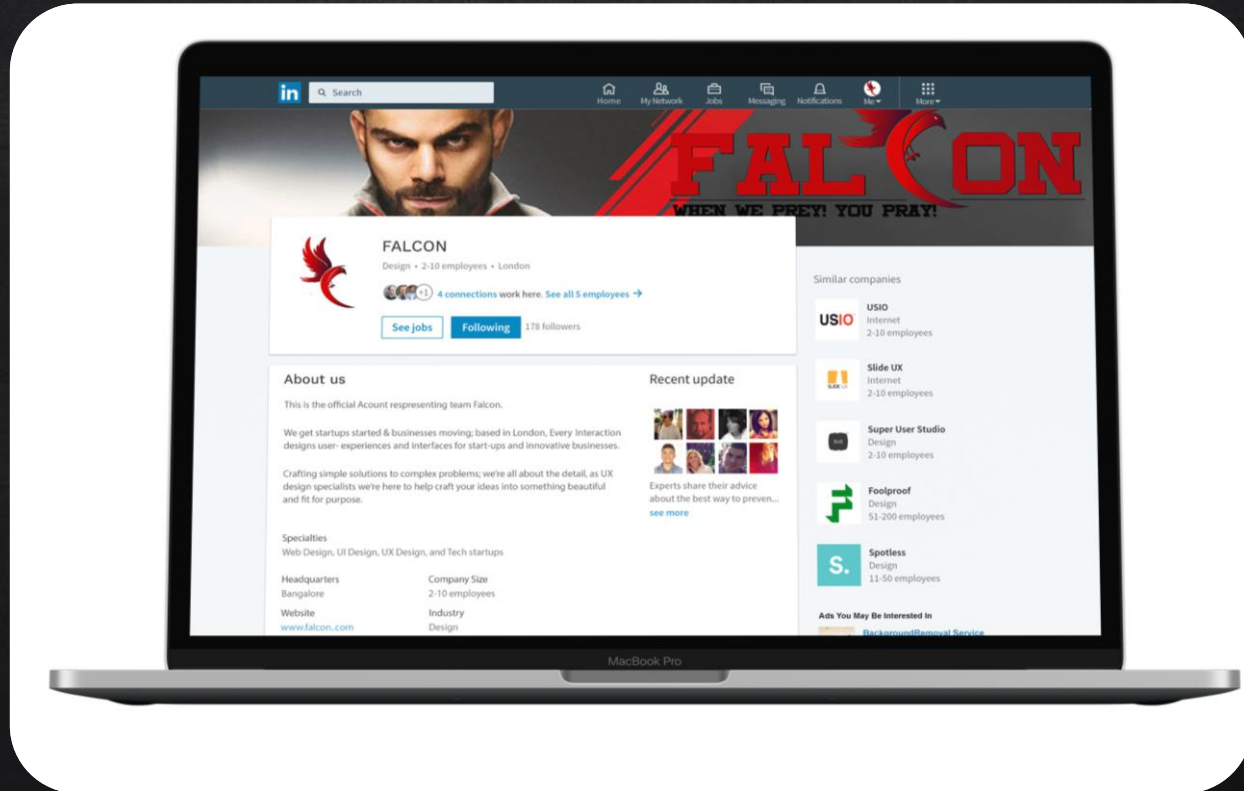 in
Search
Home
My Network
Jobs
Messaging
Notifications
Me
More
FALCON
WHEN WE PREY! YOU PRAY!
FALCON
Design • 2-10 employees • London
+1
4 connections work here. See all 5 employees →
See jobs
Following
178 followers
About us
This is the official Acount respresenting team Falcon.
We get startups started & businesses moving; based in London, Every Interaction
designs user- experiences and interfaces for start-ups and innovative businesses.
Crafting simple solutions to complex problems; we're all about the detail, as UX
design specialists we're here to help craft your ideas into something beautiful
and fit for purpose.
Specialties
Web Design, UI Design, UX Design, and Tech startups
Headquarters
Bangalore
Company Size
2-10 employees
Website
www.falcon..com
Industry
Design
Recent update
Experts share their advice
about the best way to preven...
see more
Similar companies
USIO
USIO
Internet
2-10 employees
Slide UX
Internet
2-10 employees
Super User Studio
Design
2-10 employees
Foolproof
Design
51-200 employees
S.
Spotless
Design
11-50 employees
Ads You May Be Interested In
BackgroundRemoval Service
MacBook Pro